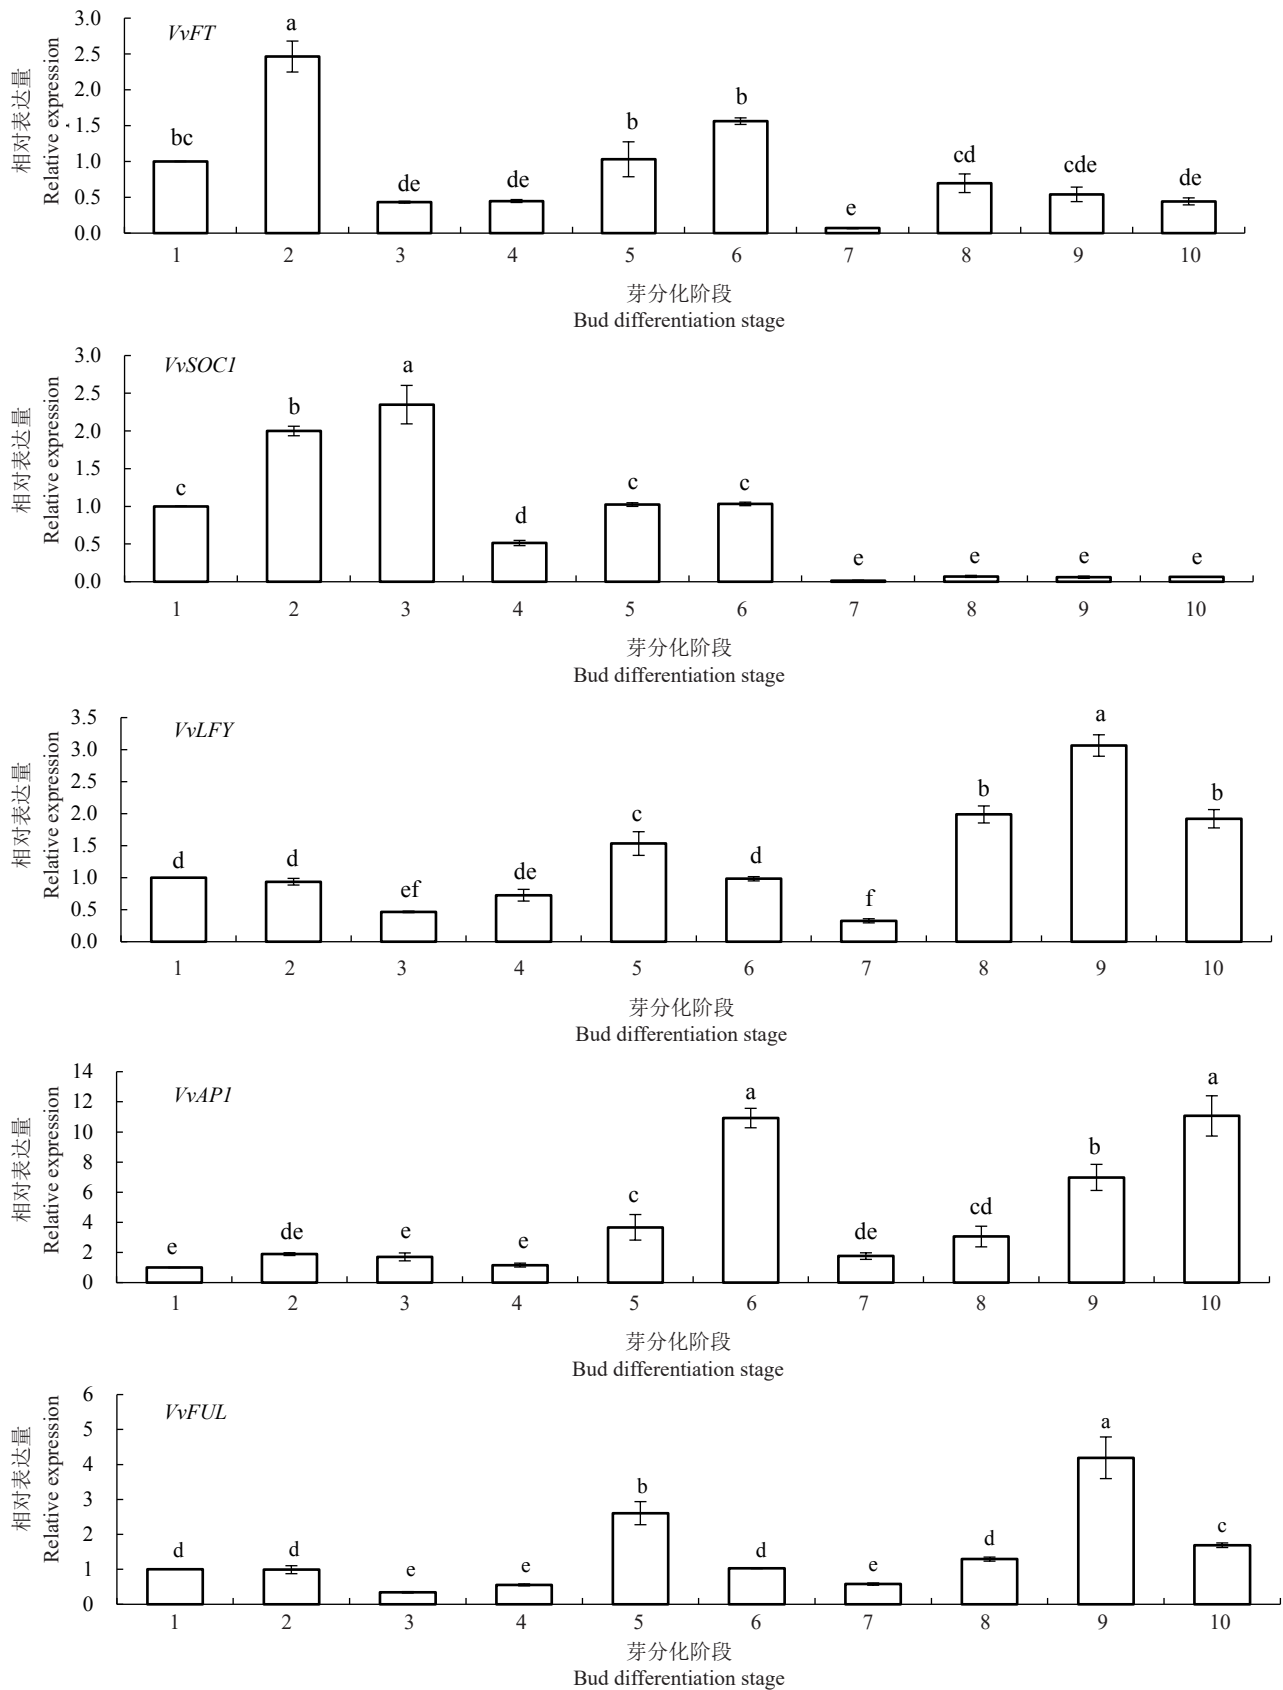 VvFT
相对表达量
Relative expression
3.0
2.5
2.0
1.5
1.0
0.5
0.0
bc
a
de
de
b
b
e
cd
cde
de
1 2 3 4 5 6 7 8 9 10
芽分化阶段
Bud differentiation stage
VvSOC1
相对表达量
Relative expression
3.0
2.5
2.0
1.5
1.0
0.5
0.0
c
b
a
d
c
c
e
e
e
e
1 2 3 4 5 6 7 8 9 10
芽分化阶段
Bud differentiation stage
VvLFY
相对表达量
Relative expression
3.5
3.0
2.5
2.0
1.5
1.0
0.5
0.0
d
d
ef
de
c
d
f
b
a
b
1 2 3 4 5 6 7 8 9 10
芽分化阶段
Bud differentiation stage
VvAP1
相对表达量
Relative expression
14
12
10
8
6
4
2
0
e
de
e
e
c
a
de
cd
b
a
1 2 3 4 5 6 7 8 9 10
芽分化阶段
Bud differentiation stage
VvFUL
相对表达量
Relative expression
6
5
4
3
2
1
0
d
d
e
e
b
d
e
d
a
c
1 2 3 4 5 6 7 8 9 10
芽分化阶段
Bud differentiation stage